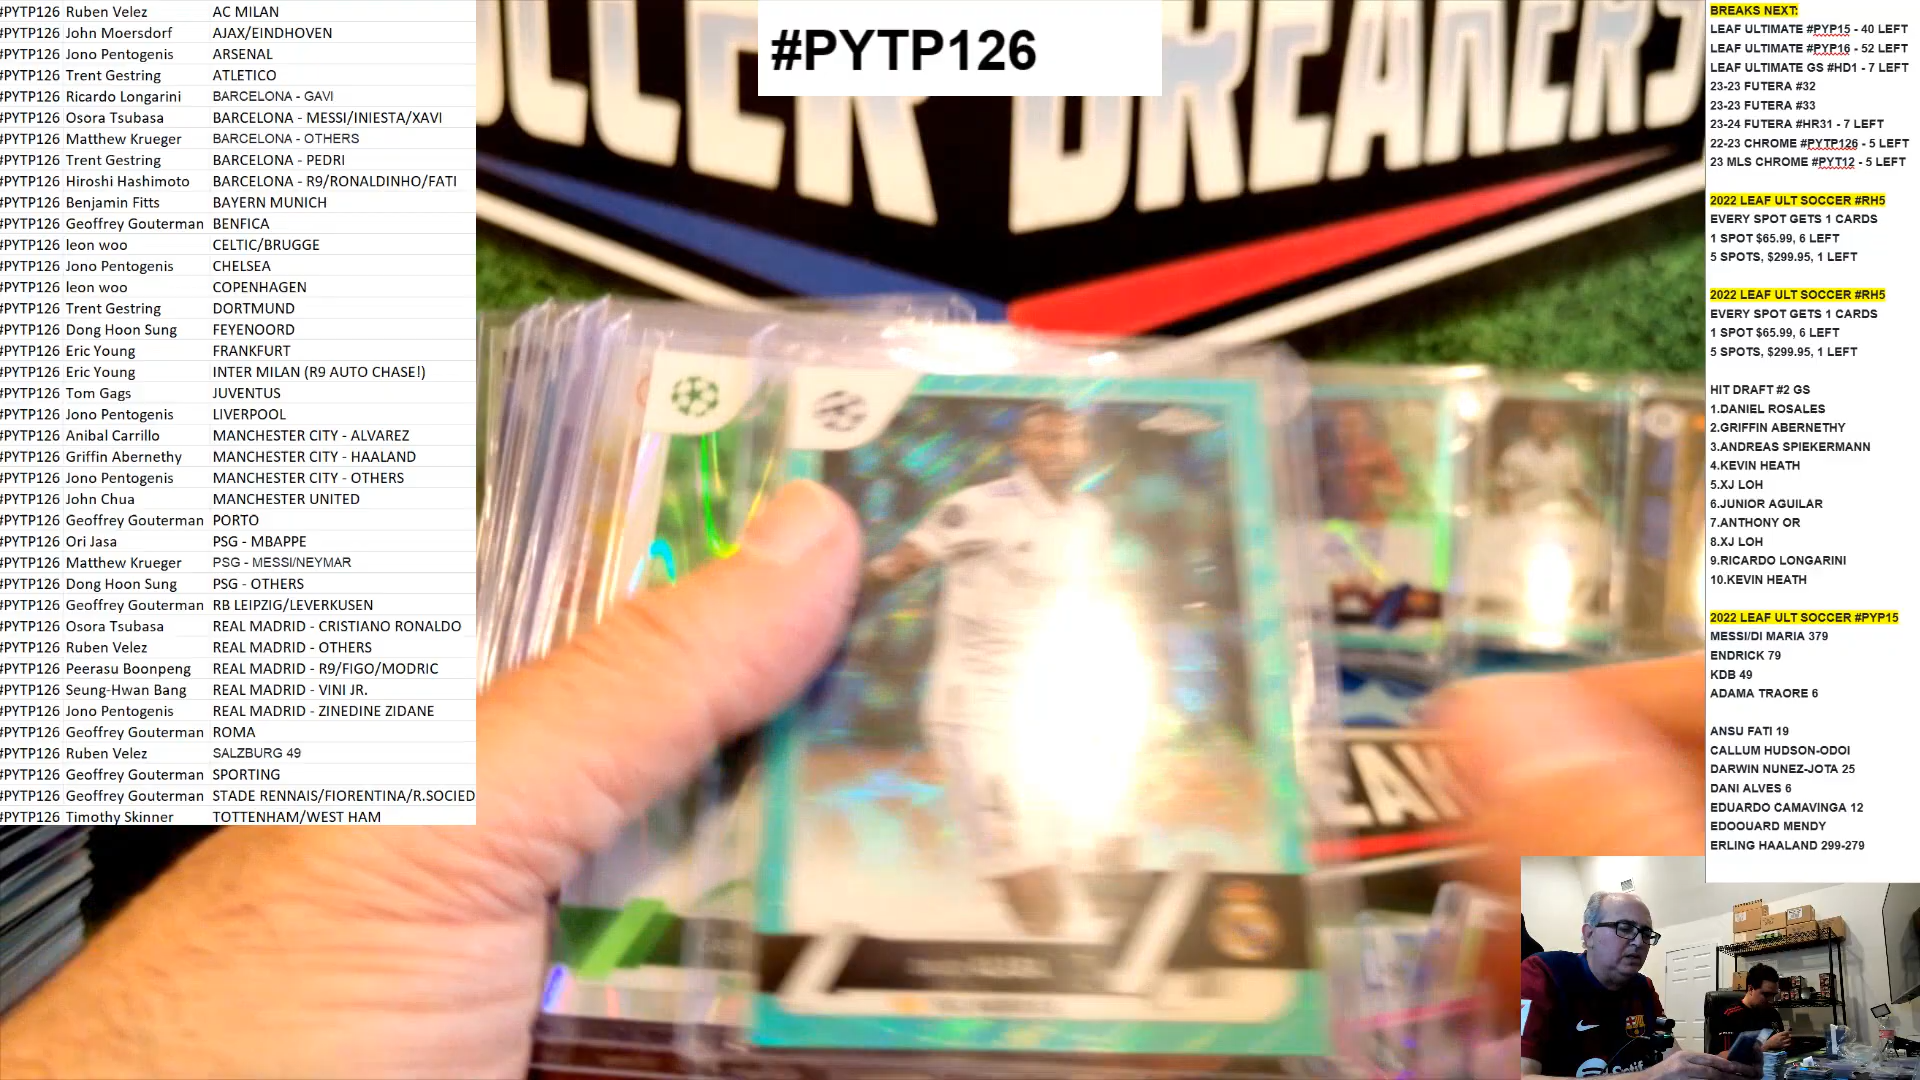 #PYTP126 Ruben Velez AC MILAN
#PYTP126 John Moersdorf AJAX/EINDHOVEN
#PYTP126 Jono Pentogenis ARSENAL
#PYTP126 Trent Gestring ATLETICO
#PYTP126 Ricardo Longarini BARCELONA - GAVI
#PYTP126 Osora Tsubasa BARCELONA - MESSI/INIESTA/XAVI
#PYTP126 Matthew Krueger BARCELONA - OTHERS
#PYTP126 Trent Gestring BARCELONA - PEDRI
#PYTP126 Hiroshi Hashimoto BARCELONA - R9/RONALDINHO/FATI
#PYTP126 Benjamin Fitts BAYERN MUNICH
#PYTP126 Geoffrey Gouterman BENFICA
#PYTP126 leon woo CELTIC/BRUGGE
#PYTP126 Jono Pentogenis CHELSEA
#PYTP126 leon woo COPENHAGEN
#PYTP126 Trent Gestring DORTMUND
#PYTP126 Dong Hoon Sung FEYENOORD
#PYTP126 Eric Young FRANKFURT
#PYTP126 Eric Young INTER MILAN (R9 AUTO CHASE!)
#PYTP126 Tom Gags JUVENTUS
#PYTP126 Jono Pentogenis LIVERPOOL
#PYTP126 Anibal Carrillo MANCHESTER CITY - ALVAREZ
#PYTP126 Griffin Abernethy MANCHESTER CITY - HAALAND
#PYTP126 Jono Pentogenis MANCHESTER CITY - OTHERS
#PYTP126 John Chua MANCHESTER UNITED
#PYTP126 Geoffrey Gouterman PORTO
#PYTP126 Ori Jasa PSG - MBAPPE
#PYTP126 Matthew Krueger PSG - MESSI/NEYMAR
#PYTP126 Dong Hoon Sung PSG - OTHERS
#PYTP126 Geoffrey Gouterman RB LEIPZIG/LEVERKUSEN
#PYTP126 Osora Tsubasa REAL MADRID - CRISTIANO RONALDO
#PYTP126 Ruben Velez REAL MADRID - OTHERS
#PYTP126 Peerasu Boonpeng REAL MADRID - R9/FIGO/MODRIC
#PYTP126 Seung-Hwan Bang REAL MADRID - VINI JR.
#PYTP126 Jono Pentogenis REAL MADRID - ZINEDINE ZIDANE
#PYTP126 Geoffrey Gouterman ROMA
#PYTP126 Ruben Velez SALZBURG 49
#PYTP126 Geoffrey Gouterman SPORTING
#PYTP126 Geoffrey Gouterman STADE RENNAIS/FIORENTINA/R.SOCIED
#PYTP126 Timothy Skinner TOTTENHAM/WEST HAM
#PYTP126
BREAKS NEXT:
LEAF ULTIMATE #PYP15 - 40 LEFT
LEAF ULTIMATE #PYP16 - 52 LEFT
LEAF ULTIMATE GS #HD1 - 7 LEFT
23-23 FUTERA #32
23-23 FUTERA #33
23-24 FUTERA #HR31 - 7 LEFT
22-23 CHROME #PYTP126 - 5 LEFT
23 MLS CHROME #PYT12 - 5 LEFT
2022 LEAF ULT SOCCER #RH5
EVERY SPOT GETS 1 CARDS
1 SPOT $65.99, 6 LEFT
5 SPOTS, $299.95, 1 LEFT
2022 LEAF ULT SOCCER #RH5
EVERY SPOT GETS 1 CARDS
1 SPOT $65.99, 6 LEFT
5 SPOTS, $299.95, 1 LEFT
HIT DRAFT #2 GS
1.DANIEL ROSALES
2.GRIFFIN ABERNETHY
3.ANDREAS SPIEKERMANN
4.KEVIN HEATH
5.XJ LOH
6.JUNIOR AGUILAR
7.ANTHONY OR
8.XJ LOH
9.RICARDO LONGARINI
10.KEVIN HEATH
2022 LEAF ULT SOCCER #PYP15
MESSI/DI MARIA 379
ENDRICK 79
KDB 49
ADAMA TRAORE 6
ANSU FATI 19
CALLUM HUDSON-ODOI
DARWIN NUNEZ-JOTA 25
DANI ALVES 6
EDUARDO CAMAVINGA 12
EDOOUARD MENDY
ERLING HAALAND 299-279